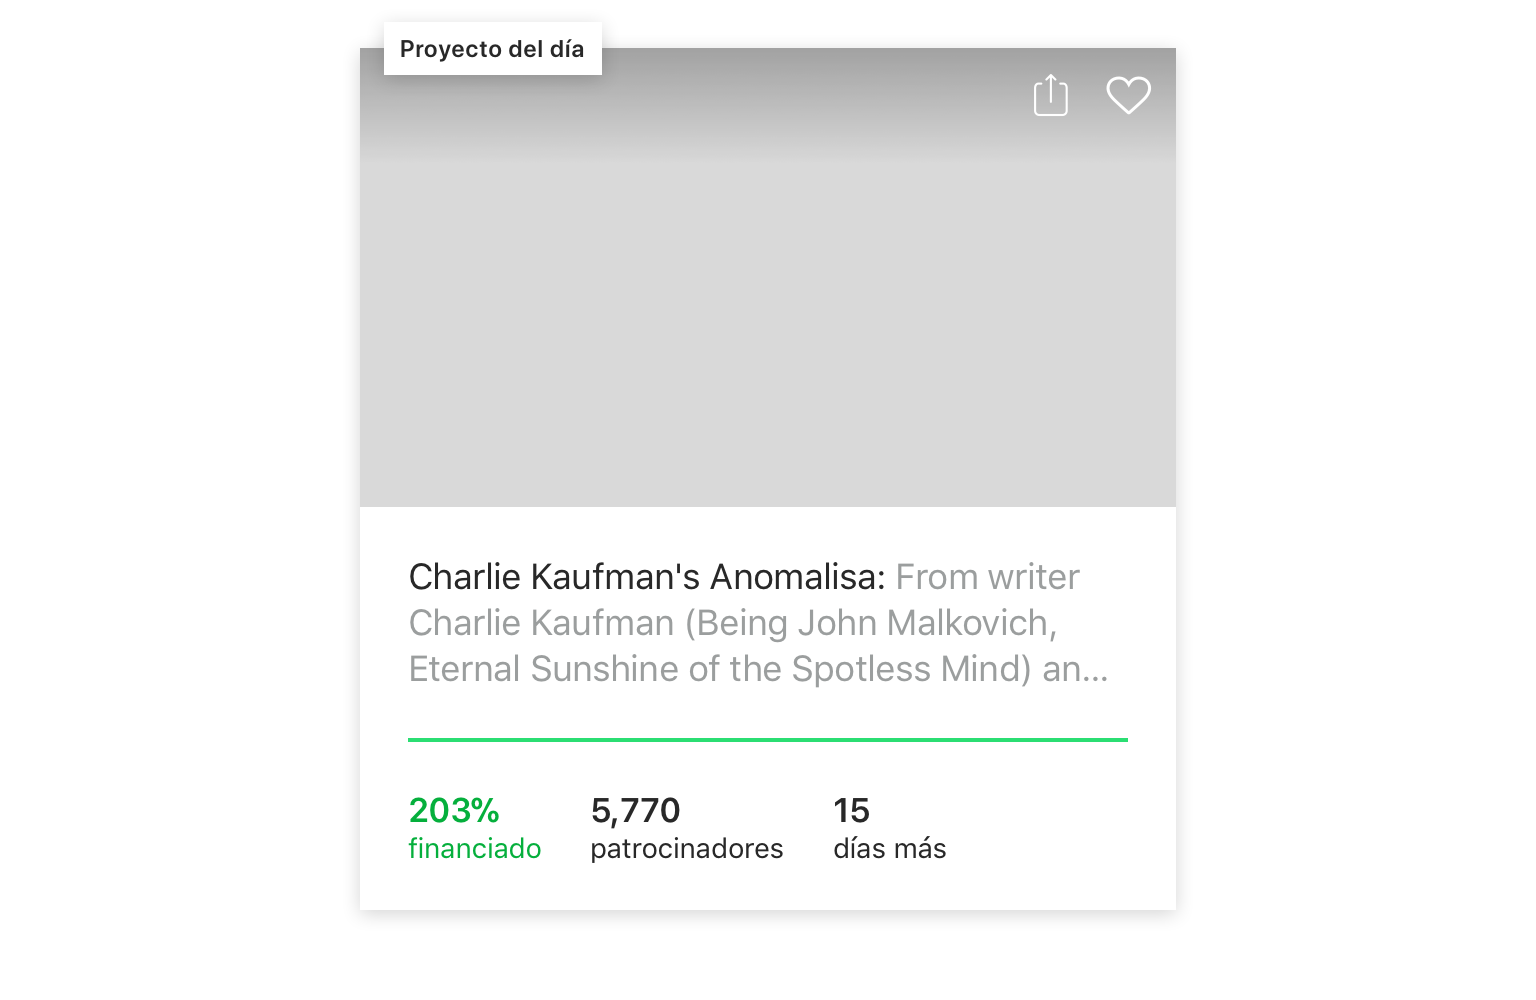 Proyecto del día
Charlie Kaufman's Anomalisa: From writer
Charlie Kaufman (Being John Malkovich,
Eternal Sunshine of the Spotless Mind) an...
203% 5,770 15
financiado patrocinadores días más